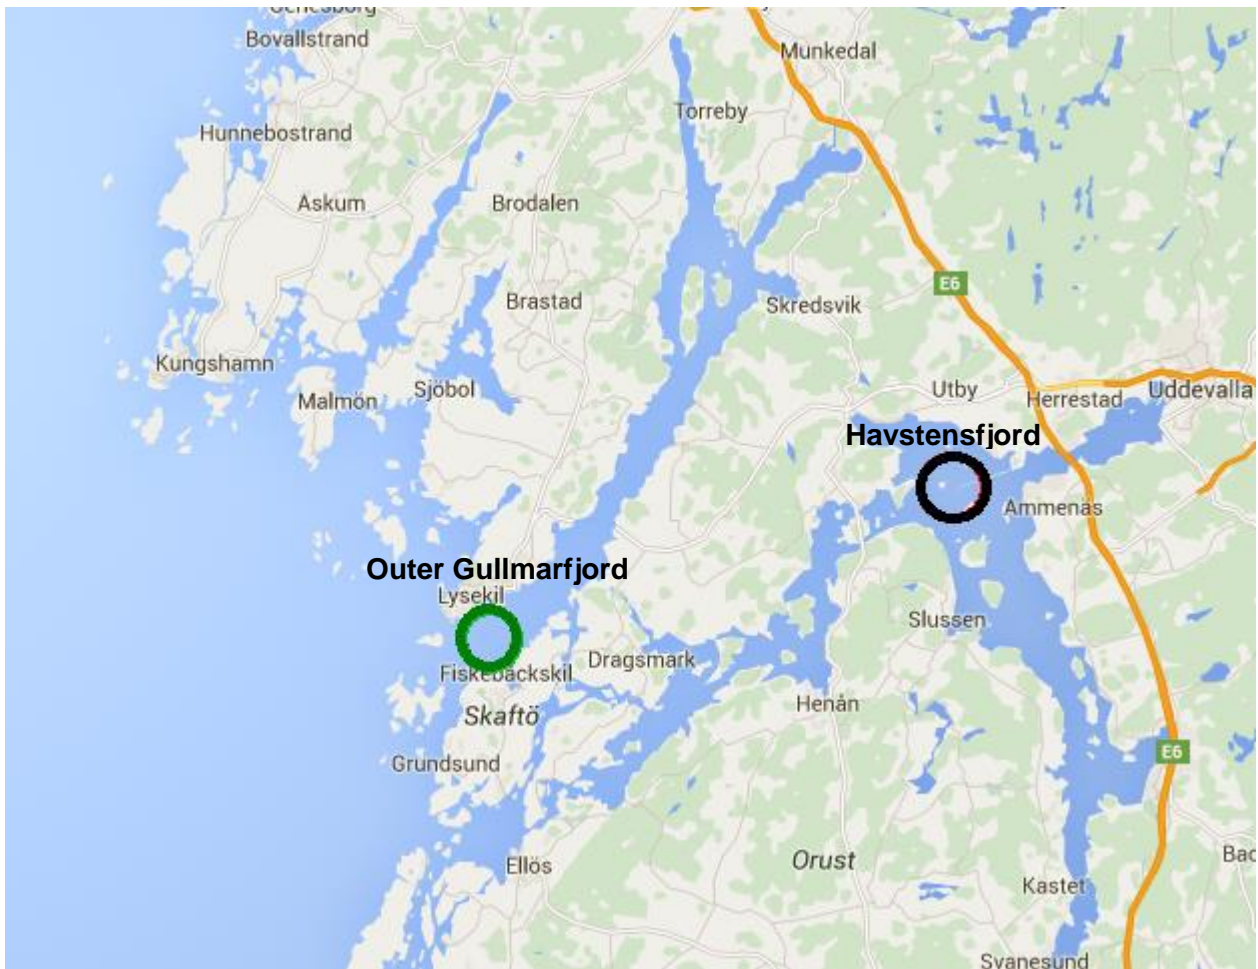 Bovallstrand
Munkedal
Torreby
Hunnebostrand
Askum
Brodalen
Brastad
Skredsvik
E6
Kungshamn
Malmön
Sjöbol
Utby
Herrestad
Uddevalla
Havstensfjord
Ammenäs
Outer Gullmarfjord
Lysekil
Slussen
Fiskebäckskil
Dragsmark
Skaftö
Henån
Grundsund
E6
Ellös
Orust
Bac
Kastet
Svanesund